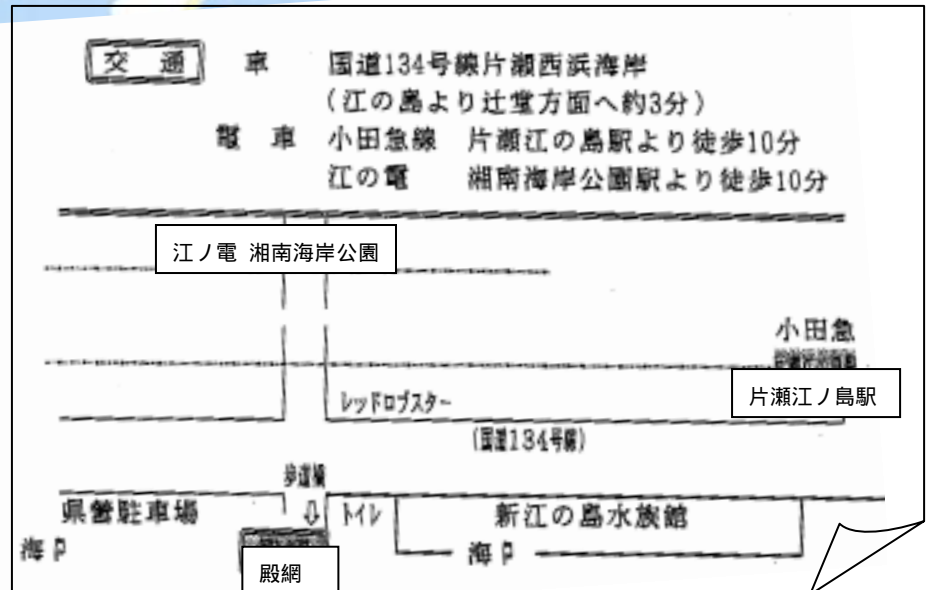 交 通 車 国道134号線片瀬西浜海岸
(江の島より辻堂方面へ約3分)
電 車 小田急線 片瀬江の島駅より徒歩10分
江の電 湘南海岸公園駅より徒歩10分
江ノ電 湘南海岸公園
小田急
片瀬江ノ島駅
レッドロブスター
(国道134号線)
歩道橋
県営駐車場
トイレ
新江の島水族館
海
海
殿網